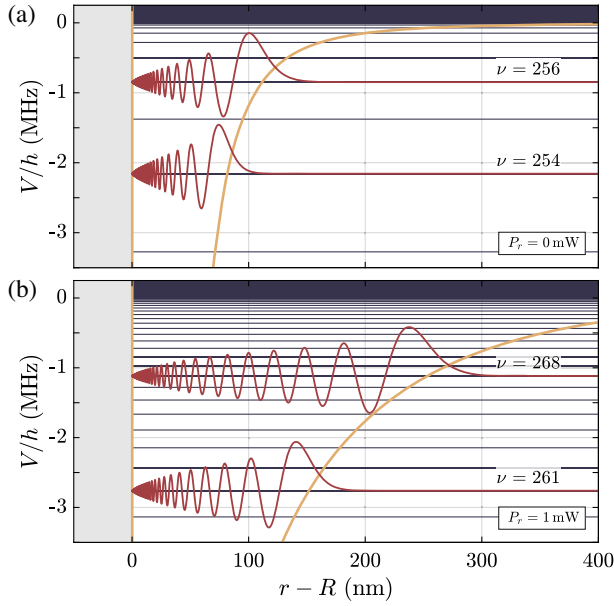 (a)
0
-1
-2
-3
V/h (MHz)
ν = 256
ν = 254
P_r = 0 mW
(b)
0
-1
-2
-3
V/h (MHz)
ν = 268
ν = 261
P_r = 1 mW
0 100 200 300 400
r − R (nm)